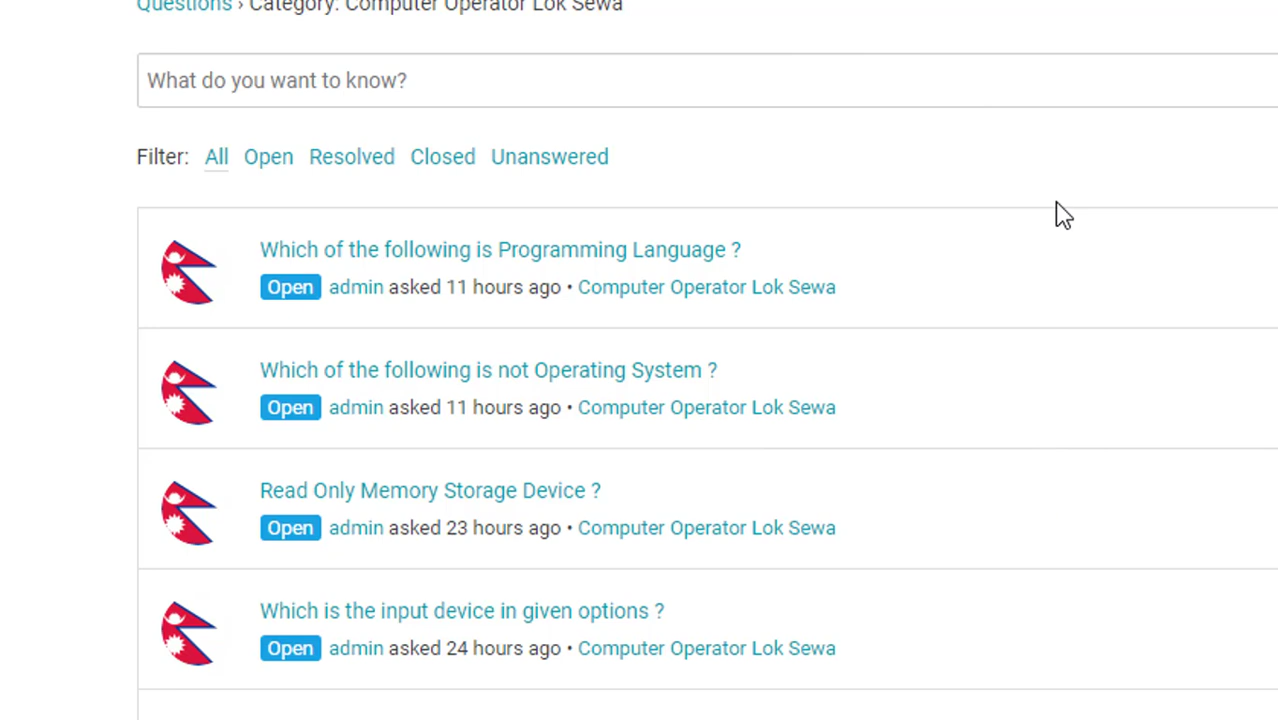 Questions › Category: Computer Operator Lok Sewa
What do you want to know?
Filter: All Open Resolved Closed Unanswered
Which of the following is Programming Language ?
Open admin asked 11 hours ago • Computer Operator Lok Sewa
Which of the following is not Operating System ?
Open admin asked 11 hours ago • Computer Operator Lok Sewa
Read Only Memory Storage Device ?
Open admin asked 23 hours ago • Computer Operator Lok Sewa
Which is the input device in given options ?
Open admin asked 24 hours ago • Computer Operator Lok Sewa